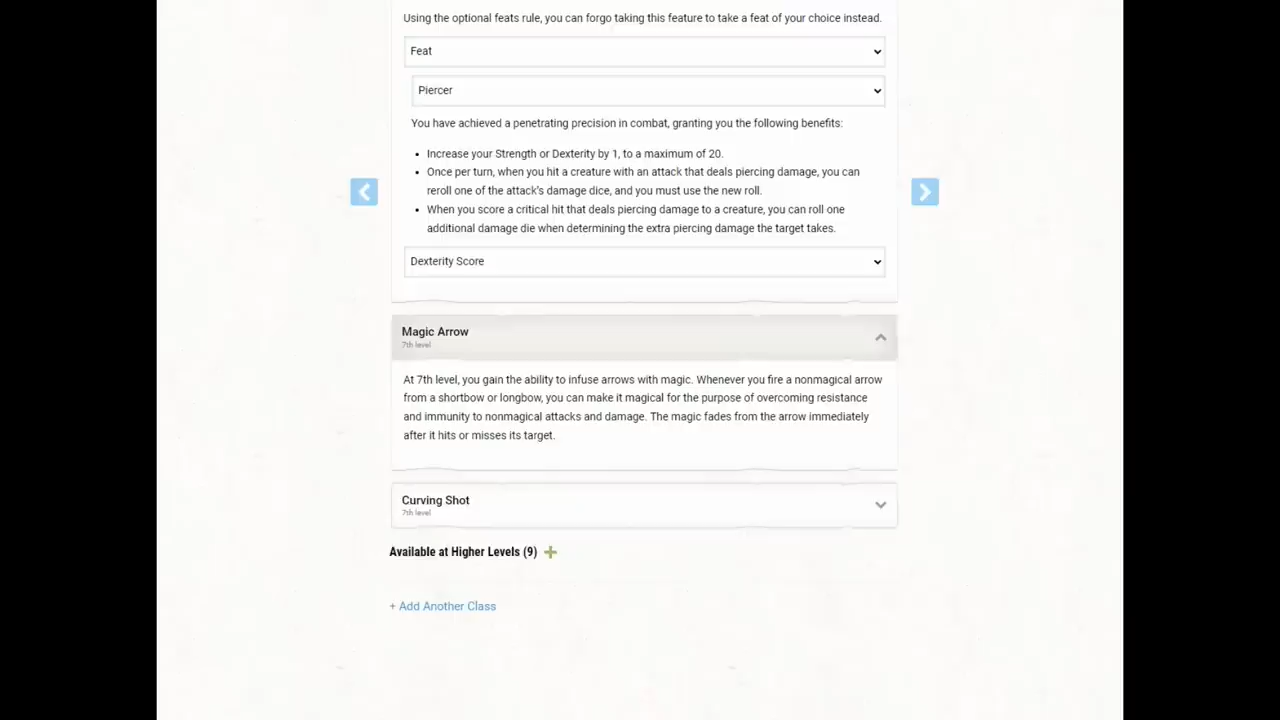 Using the optional feats rule, you can forgo taking this feature to take a feat of your choice instead.
Feat
Piercer
You have achieved a penetrating precision in combat, granting you the following benefits:
• Increase your Strength or Dexterity by 1, to a maximum of 20.
• Once per turn, when you hit a creature with an attack that deals piercing damage, you can
reroll one of the attack's damage dice, and you must use the new roll.
• When you score a critical hit that deals piercing damage to a creature, you can roll one
additional damage die when determining the extra piercing damage the target takes.
Dexterity Score
Magic Arrow
7th level
At 7th level, you gain the ability to infuse arrows with magic. Whenever you fire a nonmagical arrow
from a shortbow or longbow, you can make it magical for the purpose of overcoming resistance
and immunity to nonmagical attacks and damage. The magic fades from the arrow immediately
after it hits or misses its target.
Curving Shot
7th level
Available at Higher Levels (9)
+ Add Another Class